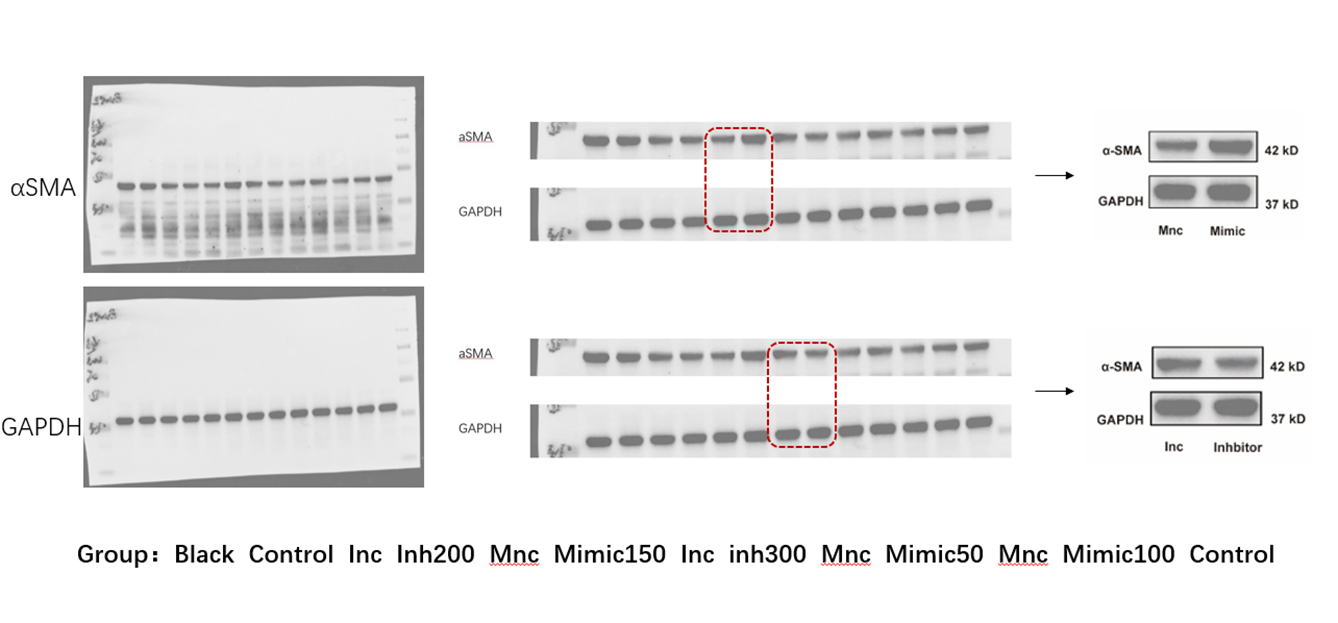 αSMA
GAPDH
aSMA
GAPDH
α-SMA
42 kD
GAPDH
37 kD
Mnc Mimic
aSMA
GAPDH
α-SMA
42 kD
GAPDH
37 kD
Inc Inhbitor
Group: Black Control Inc Inh200 Mnc Mimic150 Inc inh300 Mnc Mimic50 Mnc Mimic100 Control